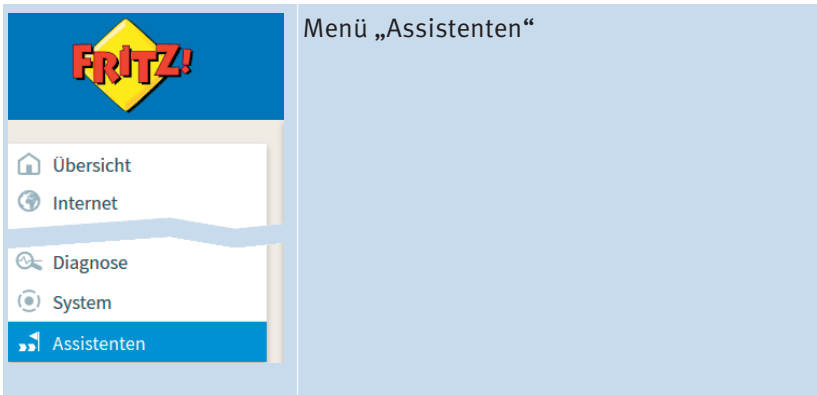 FRITZ!
Menü „Assistenten“
Übersicht
Internet
Diagnose
System
Assistenten